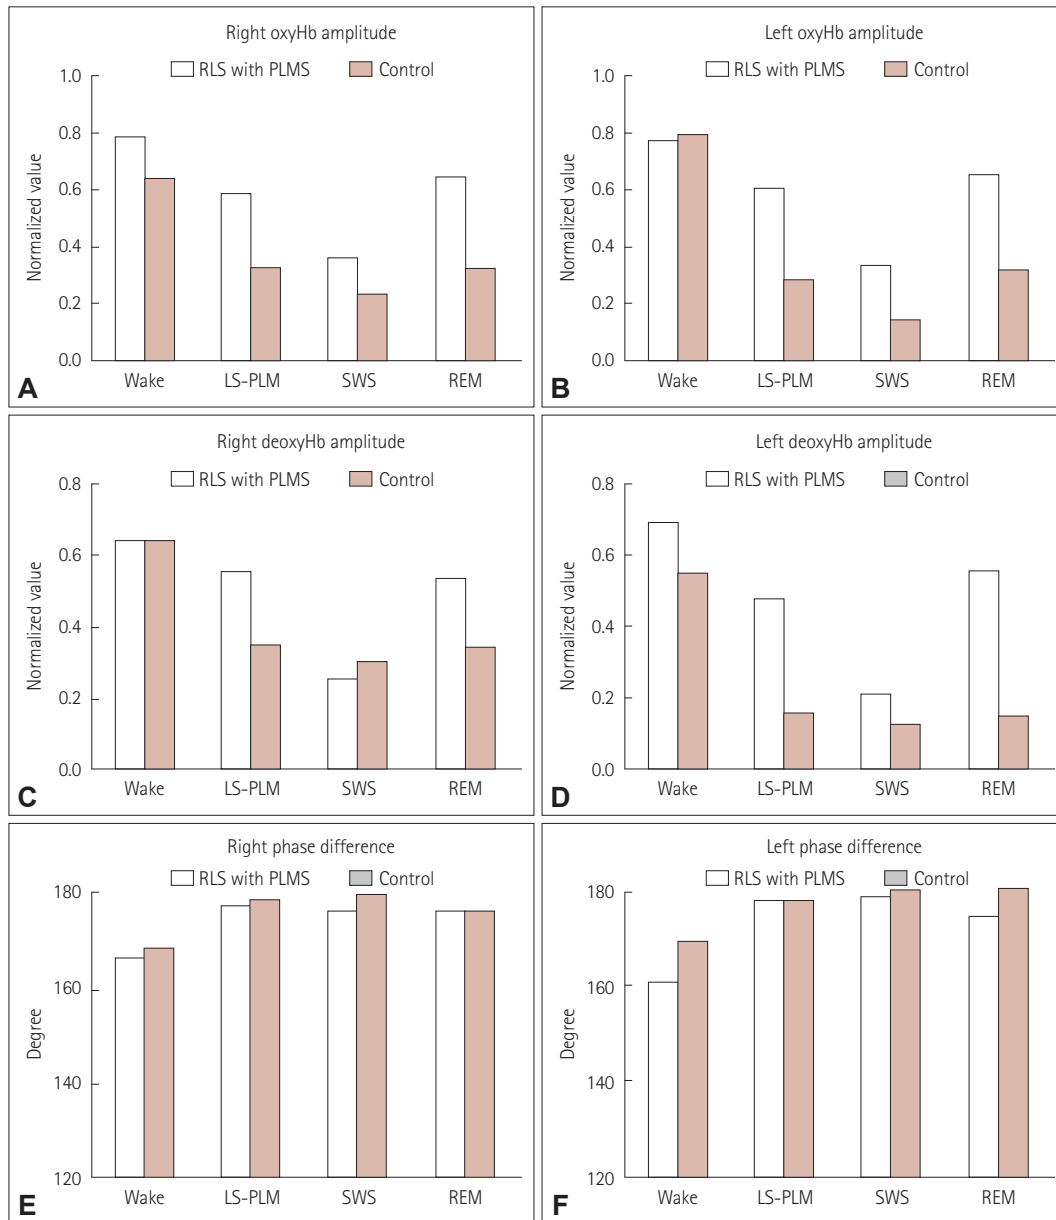 Right oxyHb amplitude
RLS with PLMS Control
1.0
0.8
0.6
0.4
0.2
0.0
Normalized value
Wake LS-PLM SWS REM
A
Left oxyHb amplitude
RLS with PLMS Control
1.0
0.8
0.6
0.4
0.2
0.0
Normalized value
Wake LS-PLM SWS REM
B
Right deoxyHb amplitude
RLS with PLMS Control
0.8
0.6
0.4
0.2
0.0
Normalized value
Wake LS-PLM SWS REM
C
Left deoxyHb amplitude
RLS with PLMS Control
0.8
0.6
0.4
0.2
0.0
Normalized value
Wake LS-PLM SWS REM
D
Right phase difference
RLS with PLMS Control
180
160
140
120
Degree
Wake LS-PLM SWS REM
E
Left phase difference
RLS with PLMS Control
180
160
140
120
Degree
Wake LS-PLM SWS REM
F